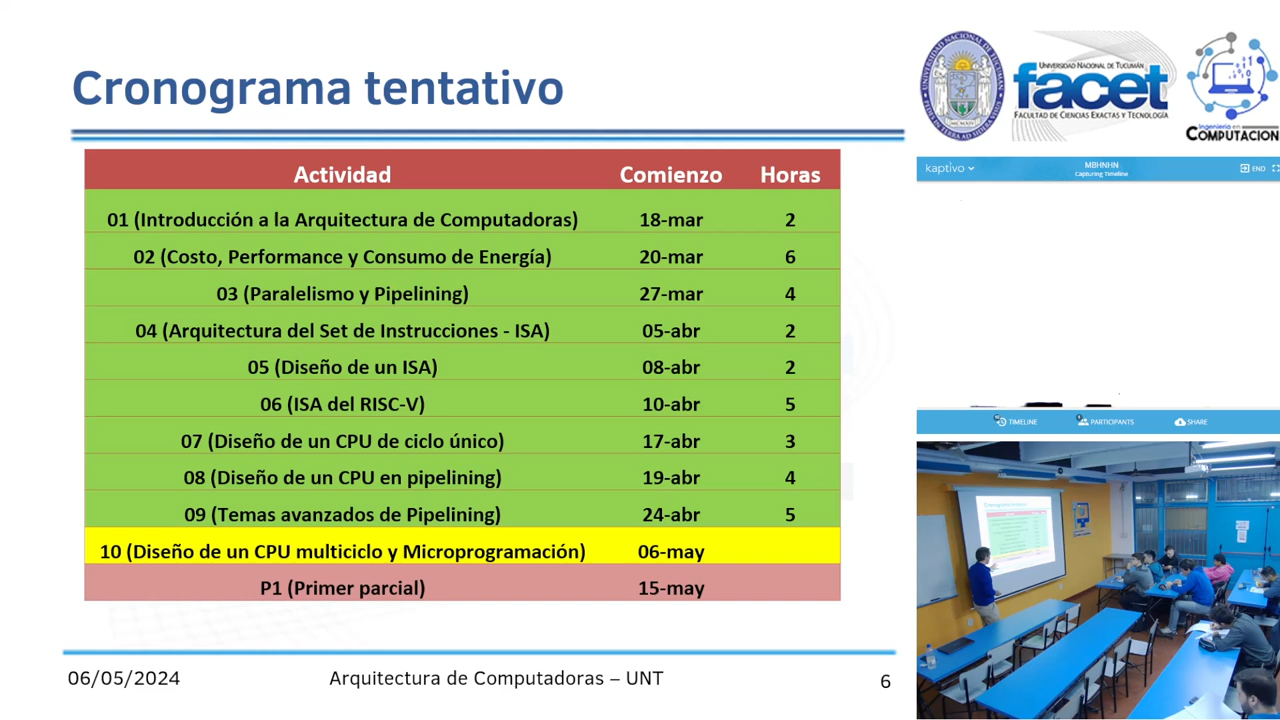 Cronograma tentativo
Actividad Comienzo Horas
01 (Introducción a la Arquitectura de Computadoras) 18-mar 2
02 (Costo, Performance y Consumo de Energía) 20-mar 6
03 (Paralelismo y Pipelining) 27-mar 4
04 (Arquitectura del Set de Instrucciones - ISA) 05-abr 2
05 (Diseño de un ISA) 08-abr 2
06 (ISA del RISC-V) 10-abr 5
07 (Diseño de un CPU de ciclo único) 17-abr 3
08 (Diseño de un CPU en pipelining) 19-abr 4
09 (Temas avanzados de Pipelining) 24-abr 5
10 (Diseño de un CPU multiciclo y Microprogramación) 06-may
P1 (Primer parcial) 15-may
06/05/2024 Arquitectura de Computadoras – UNT 6
UNIVERSIDAD NACIONAL DE TUCUMÁN
facet
FACULTAD DE CIENCIAS EXACTAS Y TECNOLOGÍA
Ingeniería en
COMPUTACION
kaptivo
MBHNHN
Capturing Timeline
END
TIMELINE
PARTICIPANTS
SHARE
Cronograma tentativo